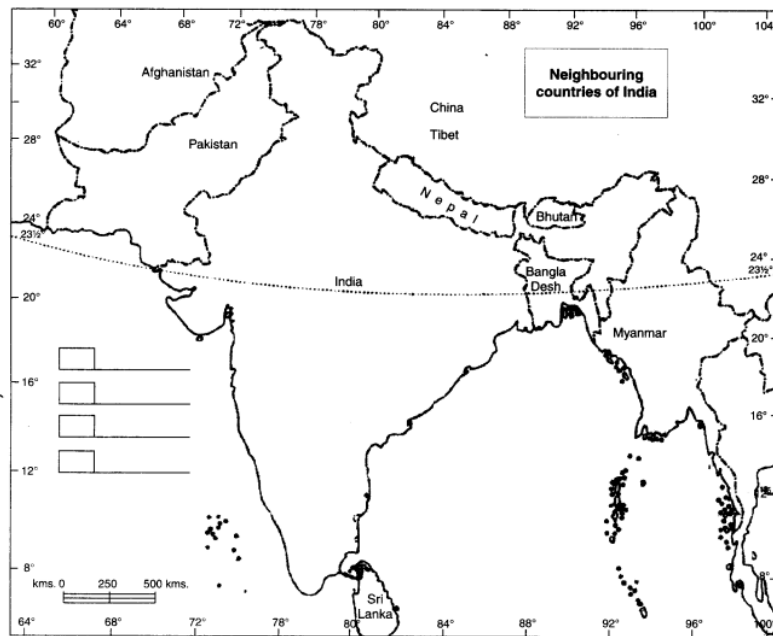 60° 64° 68° 72° 78° 80° 84° 88° 92° 96° 100° 104°
32°
28°
24°
23½°
20°
16°
12°
8°
Neighbouring
countries of India
Afghanistan
China
Tibet
Pakistan
Nepal
Bhutan
India
Bangla
Desh
Myanmar
Sri
Lanka
32°
28°
24°
23½°
20°
16°
8°
kms. 0 250 500 kms.
64° 72° 78° 80° 84° 88° 92° 96° 100°